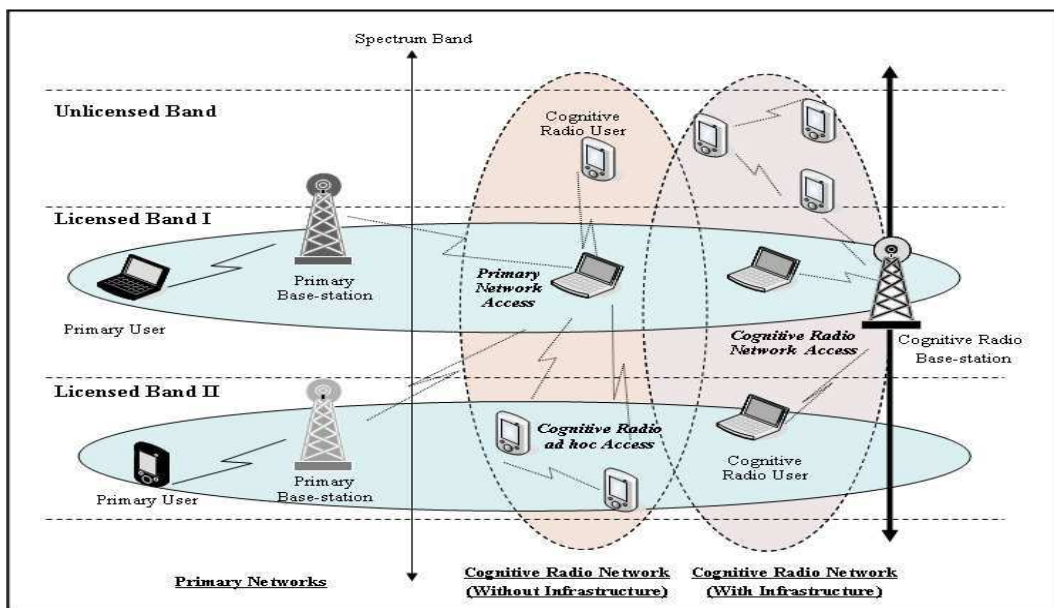 Spectrum Band
Unlicensed Band
Cognitive
Radio User
Licensed Band I
Primary
Base-station
Primary User
Primary
Network
Access
Cognitive Radio
Network Access
Cognitive Radio
Base-station
Licensed Band II
Cognitive Radio
ad hoc Access
Primary
Base-station
Primary User
Cognitive
Radio User
Primary Networks
Cognitive Radio Network
(Without Infrastructure)
Cognitive Radio Network
(With Infrastructure)